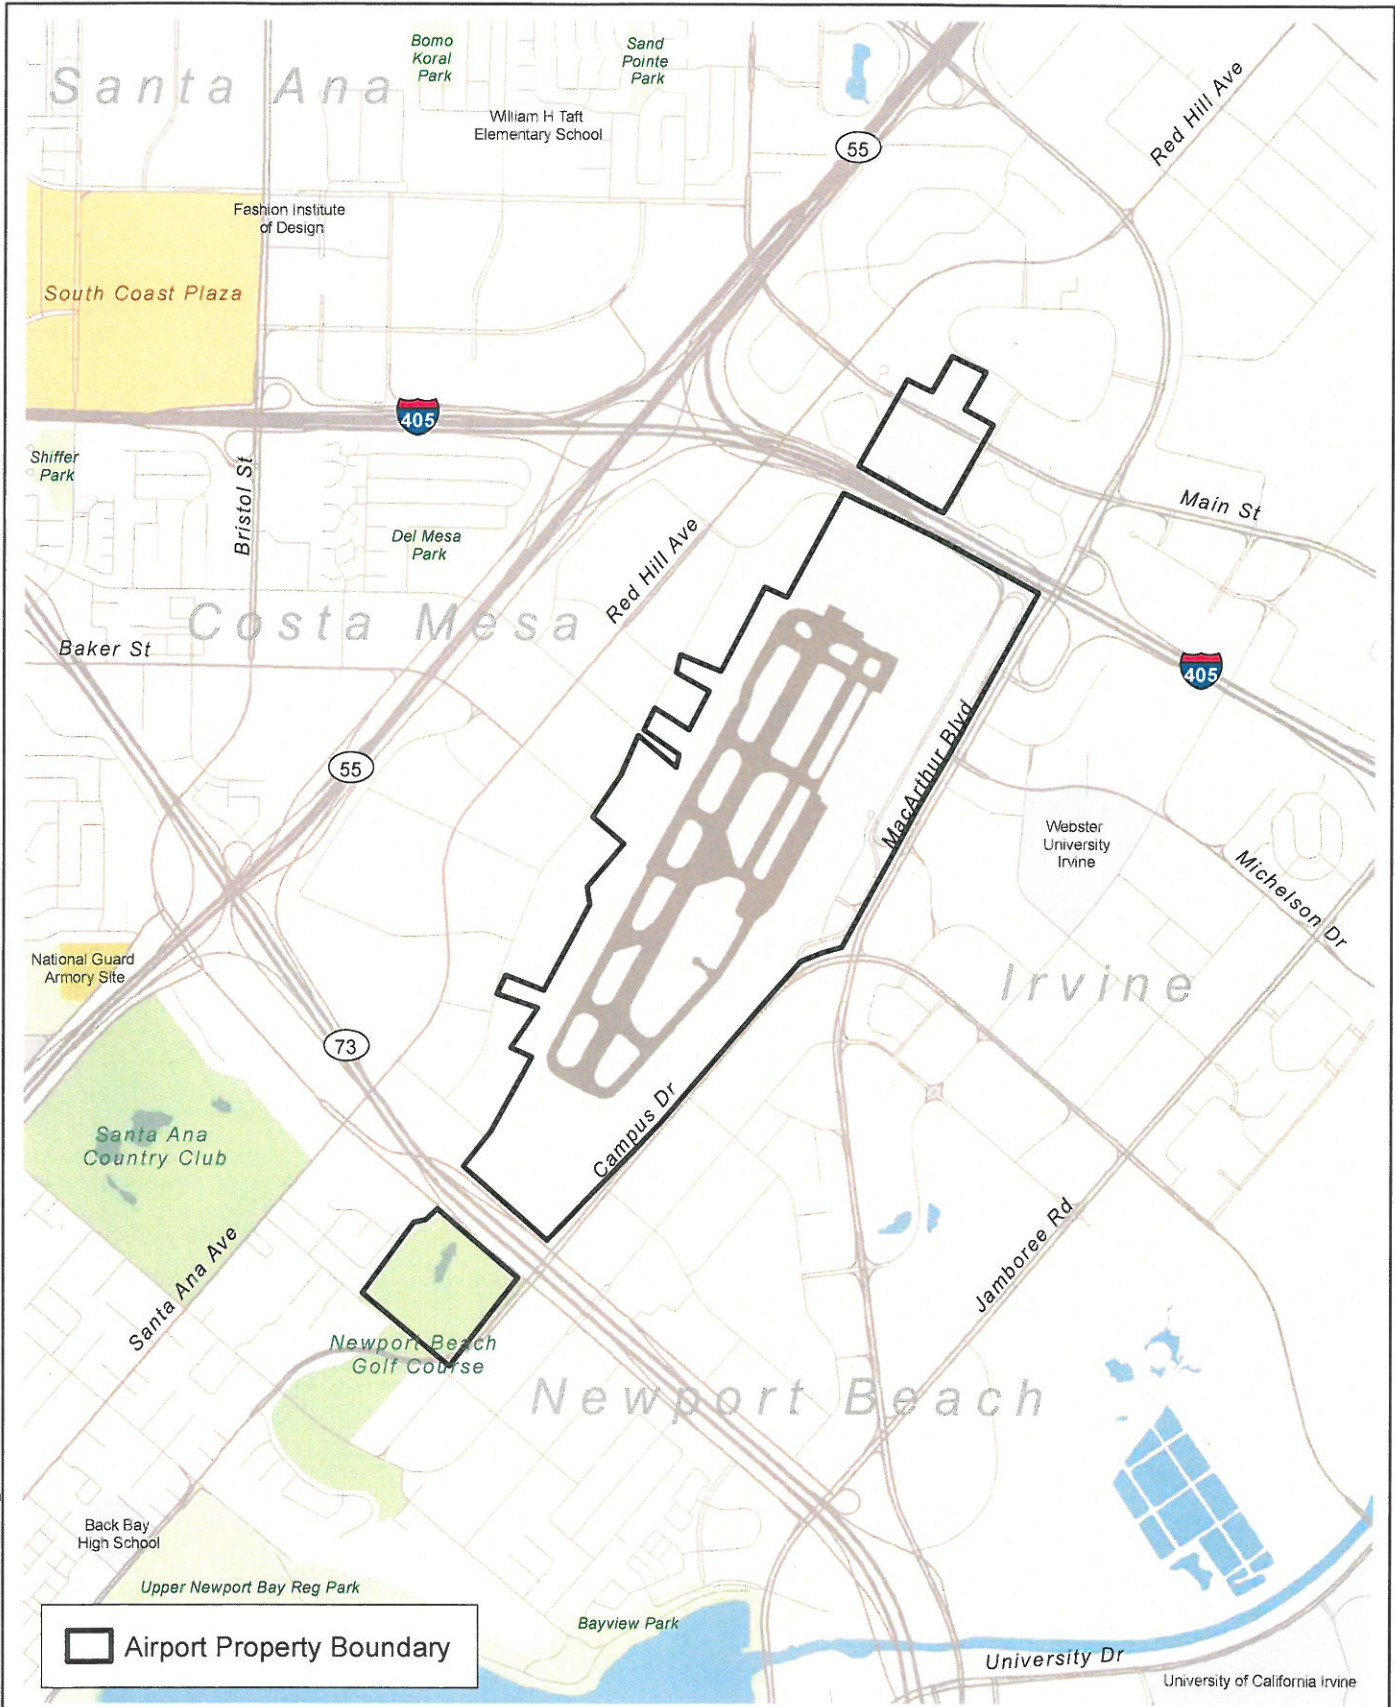 Bomo
Koral
Park
Sand
Pointe
Park
Santa Ana
William H Taft
Elementary School
Red Hill Ave
55
Fashion Institute
of Design
South Coast Plaza
405
Shiffer
Park
Bristol St
Main St
Del Mesa
Park
Red Hill Ave
Costa Mesa
Baker St
405
55
MacArthur Blvd
Webster
University
Irvine
Michelson Dr
National Guard
Armory Site
Irvine
73
Campus Dr
Santa Ana
Country Club
Santa Ana Ave
Jamboree Rd
Newport Beach
Golf Course
Newport Beach
Back Bay
High School
Upper Newport Bay Reg Park
Bayview Park
Airport Property Boundary
University Dr
University of California Irvine